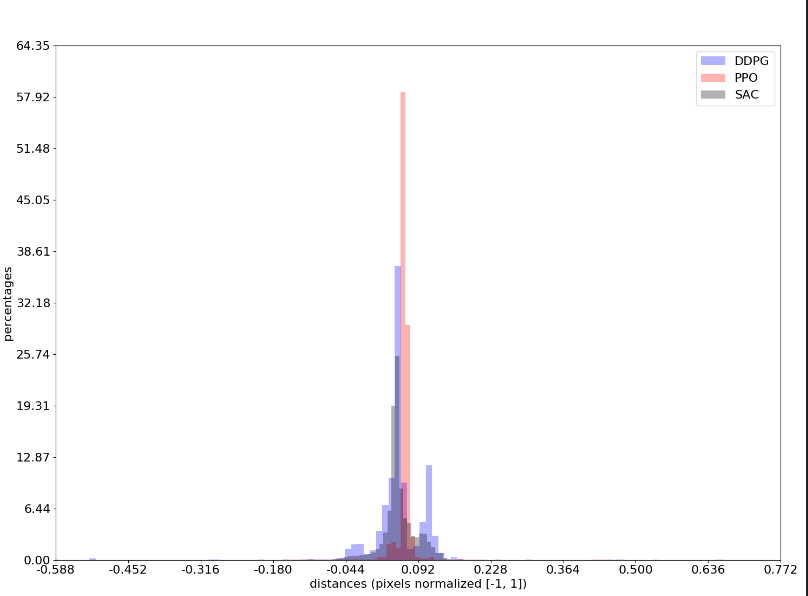 64.35
57.92
51.48
45.05
38.61
32.18
25.74
19.31
12.87
6.44
0.00
percentages
DDPG
PPO
SAC
-0.588 -0.452 -0.316 -0.180 -0.044 0.092 0.228 0.364 0.500 0.636 0.772
distances (pixels normalized [-1, 1])